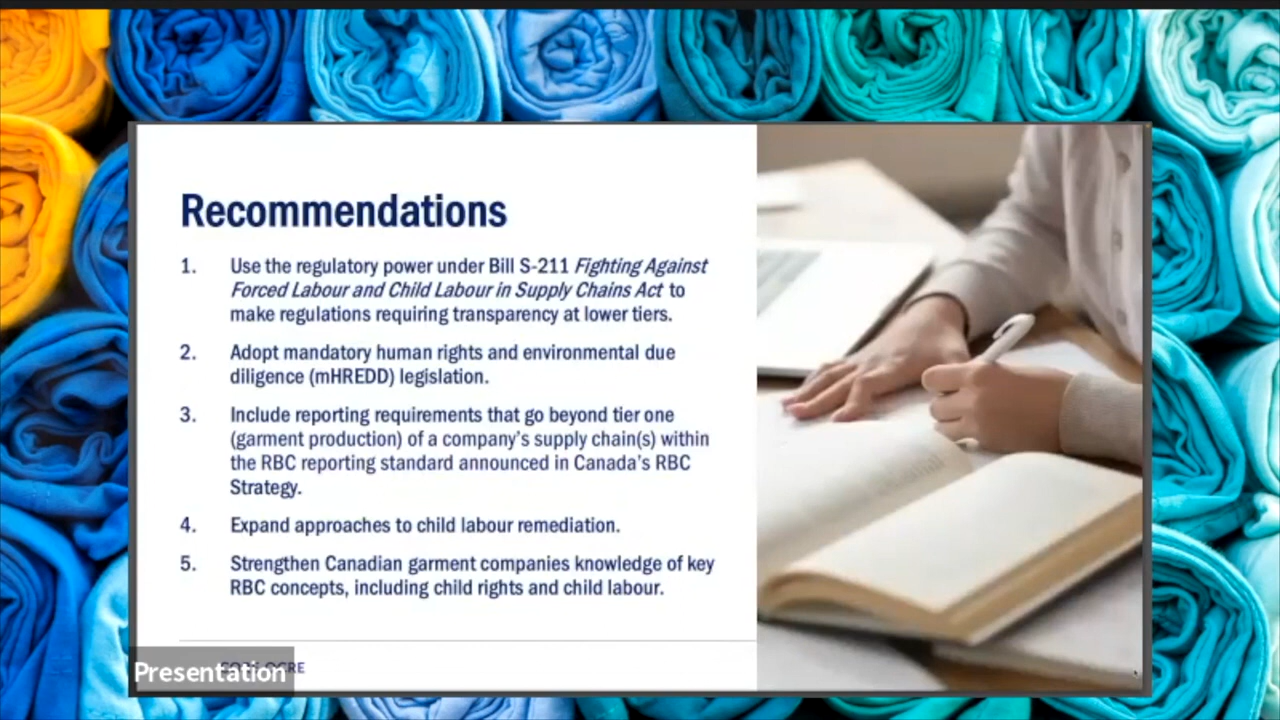 Recommendations
1. Use the regulatory power under Bill S-211 Fighting Against
Forced Labour and Child Labour in Supply Chains Act to
make regulations requiring transparency at lower tiers.
2. Adopt mandatory human rights and environmental due
diligence (mHREDD) legislation.
3. Include reporting requirements that go beyond tier one
(garment production) of a company's supply chain(s) within
the RBC reporting standard announced in Canada's RBC
Strategy.
4. Expand approaches to child labour remediation.
5. Strengthen Canadian garment companies knowledge of key
RBC concepts, including child rights and child labour.
Presentation